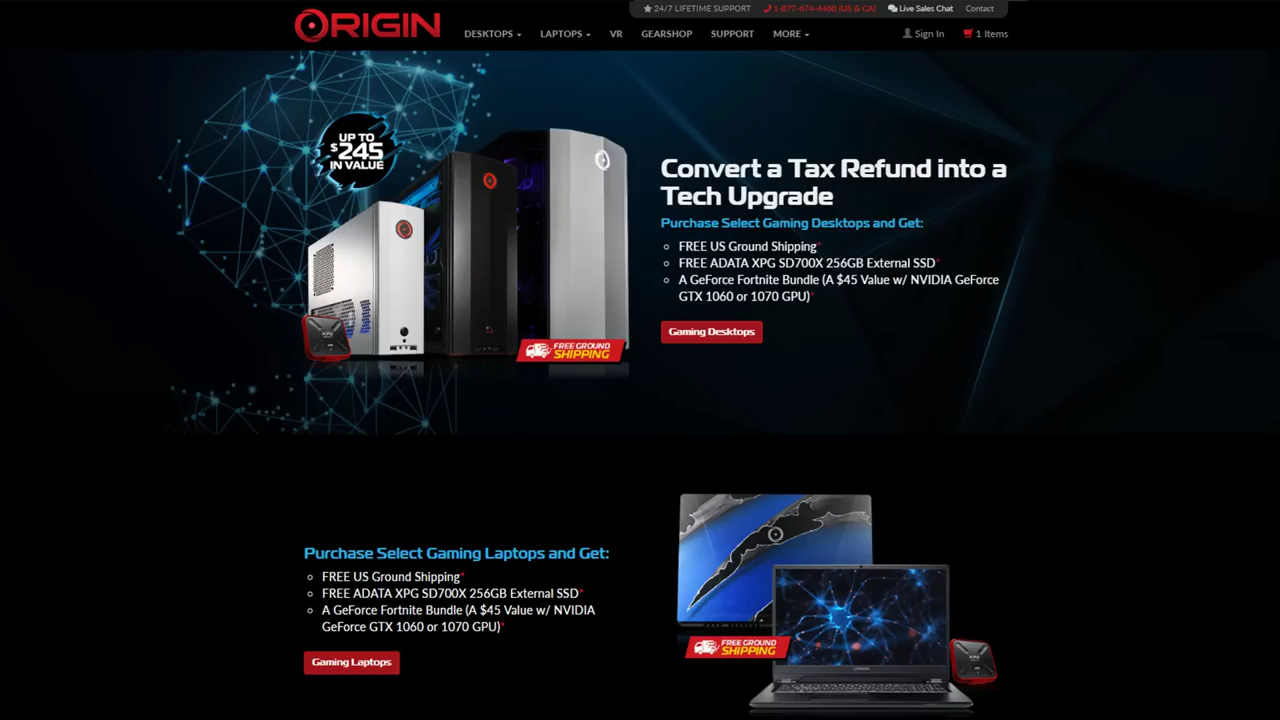 24/7 LIFETIME SUPPORT 1-877-674-4460 (US & CA) Live Sales Chat Contact
ORIGIN
DESKTOPS LAPTOPS VR GEARSHOP SUPPORT MORE Sign In 1 Items
UP TO
$245
IN VALUE
Convert a Tax Refund into a
Tech Upgrade
Purchase Select Gaming Desktops and Get:
FREE US Ground Shipping*
FREE ADATA XPG SD700X 256GB External SSD*
A GeForce Fortnite Bundle (A $45 Value w/ NVIDIA GeForce
GTX 1060 or 1070 GPU)*
Gaming Desktops
XPG
FREE GROUND
SHIPPING
Purchase Select Gaming Laptops and Get:
FREE US Ground Shipping*
FREE ADATA XPG SD700X 256GB External SSD*
A GeForce Fortnite Bundle (A $45 Value w/ NVIDIA
GeForce GTX 1060 or 1070 GPU)*
Gaming Laptops
FREE GROUND
SHIPPING
XPG